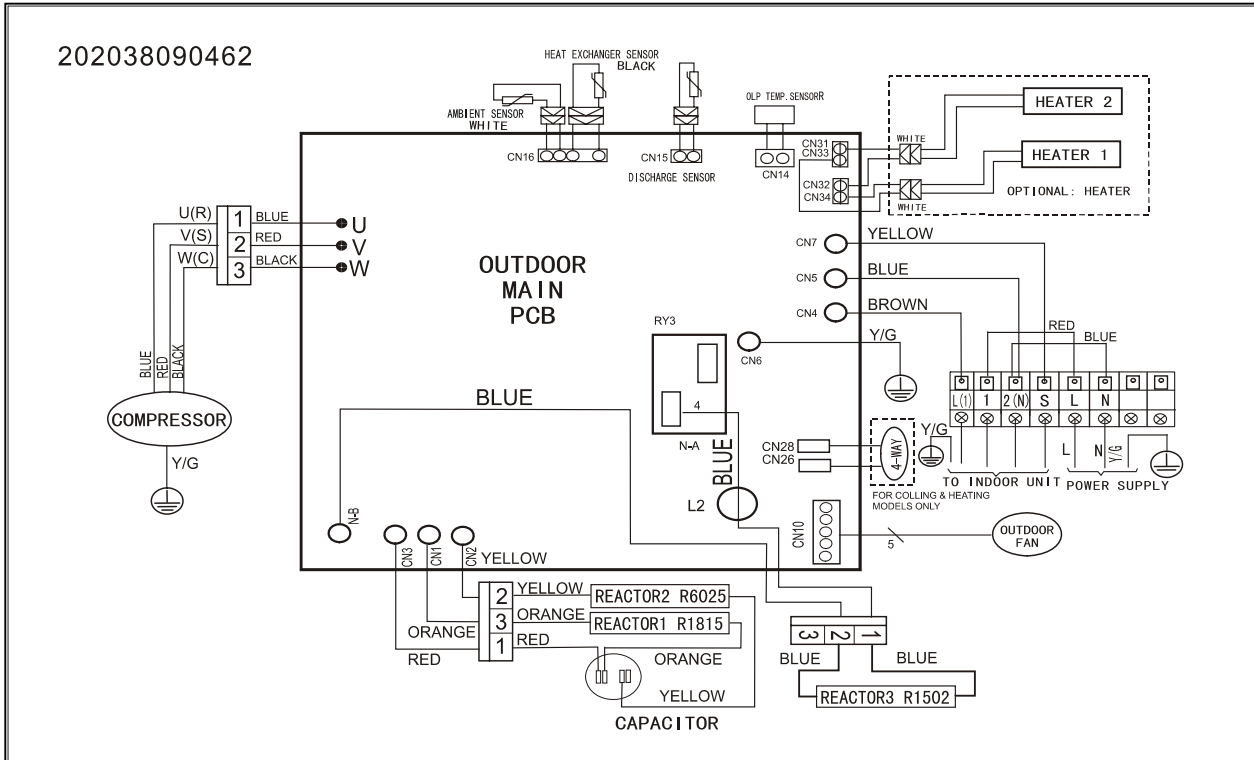 202038090462
HEAT EXCHANGER SENSOR
BLACK
AMBIENT SENSOR
WHITE
CN16
CN15
DISCHARGE SENSOR
OLP TEMP.SENSORR
CN14
CN31
CN33
CN32
CN34
WHITE
WHITE
HEATER 2
HEATER 1
OPTIONAL: HEATER
U(R)
V(S)
W(C)
1
2
3
BLUE
RED
BLACK
U
V
W
OUTDOOR
MAIN
PCB
CN7
YELLOW
CN5
BLUE
CN4
BROWN
RY3
CN6
Y/G
RED
BLUE
L(1)
1
2(N)
S
L
N
Y/G
L
N
Y/G
TO INDOOR UNIT
POWER SUPPLY
BLUE
RED
BLACK
COMPRESSOR
Y/G
BLUE
4
N-A
BLUE
L2
CN28
CN26
4-WAY
FOR COLLING & HEATING
MODELS ONLY
CN10
5
OUTDOOR
FAN
N-B
CN3
CN1
CN2
YELLOW
2
3
1
YELLOW
REACTOR2 R6025
ORANGE
ORANGE
REACTOR1 R1815
RED
RED
ORANGE
YELLOW
CAPACITOR
3
2
1
BLUE
BLUE
REACTOR3 R1502